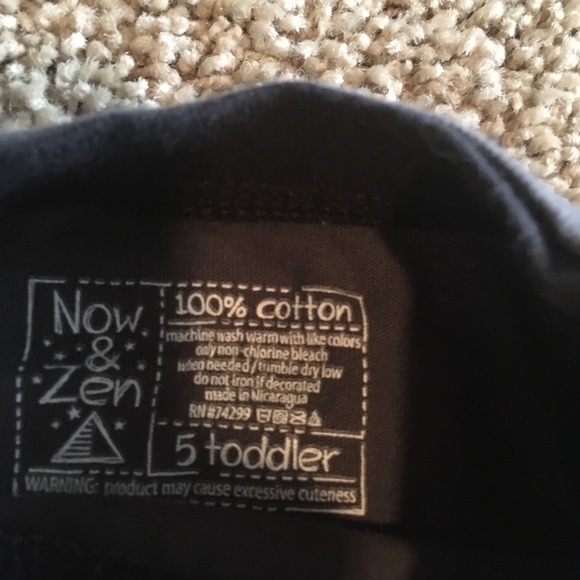 Now
&
Zen
100% cotton
machine wash warm with like colors
only non-chlorine bleach
when needed/tumble dry low
do not iron if decorated
made in Nicaragua
RN#74299
5 toddler
WARNING: product may cause excessive cuteness